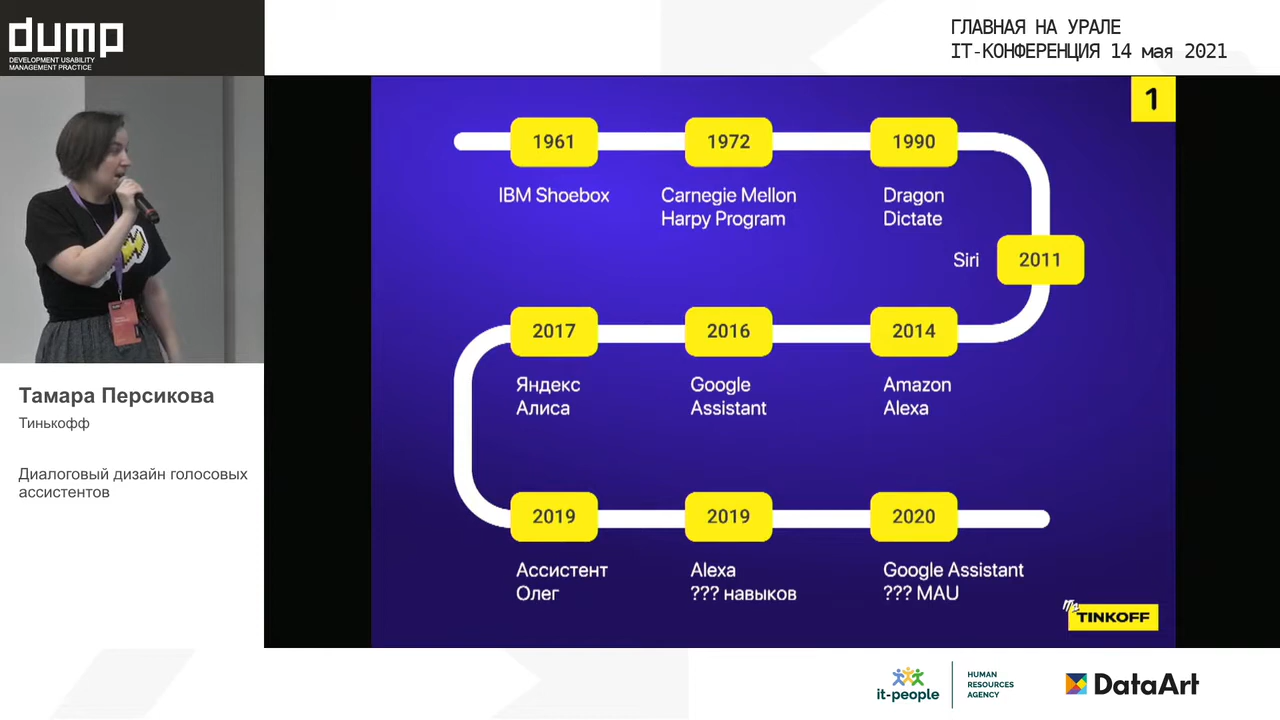 dump
DEVELOPMENT USABILITY
MANAGEMENT PRACTICE
ГЛАВНАЯ НА УРАЛЕ
IT-КОНФЕРЕНЦИЯ 14 мая 2021
1
1961
1972
1990
IBM Shoebox
Carnegie Mellon
Harpy Program
Dragon
Dictate
Siri
2011
2017
2016
2014
Яндекс
Алиса
Google
Assistant
Amazon
Alexa
2019
2019
2020
Ассистент
Олег
Alexa
??? навыков
Google Assistant
??? MAU
Мы
TINKOFF
Тамара Персикова
Тинькофф
Диалоговый дизайн голосовых
ассистентов
it-people
HUMAN
RESOURCES
AGENCY
DataArt